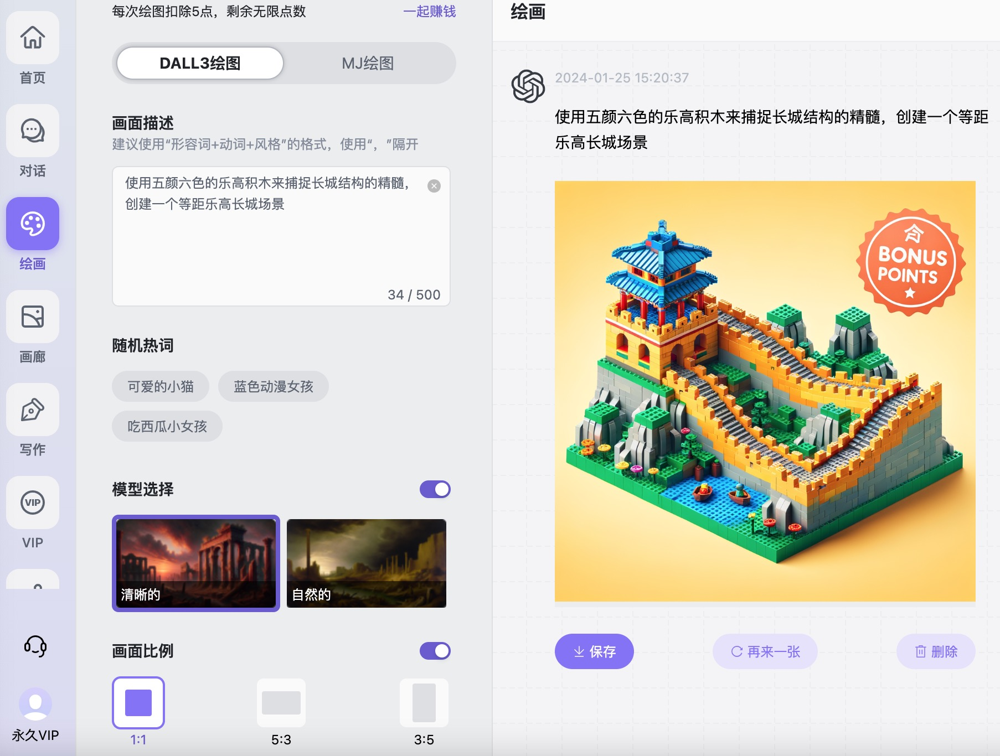 每次绘图扣除5点，剩余无限点数
一起赚钱
DALL3绘图
MJ绘图
画面描述
建议使用“形容词+动词+风格”的格式，使用“，”隔开
使用五颜六色的乐高积木来捕捉长城结构的精髓，
创建一个等距乐高长城场景
34 / 500
随机热词
可爱的小猫
蓝色动漫女孩
吃西瓜小女孩
模型选择
清晰的
自然的
画面比例
1:1
5:3
3:5
首页
对话
绘画
画廊
写作
VIP
VIP
永久VIP
绘画
2024-01-25 15:20:37
使用五颜六色的乐高积木来捕捉长城结构的精髓，创建一个等距
乐高长城场景
BONUS
POINTS
保存
再来一张
删除